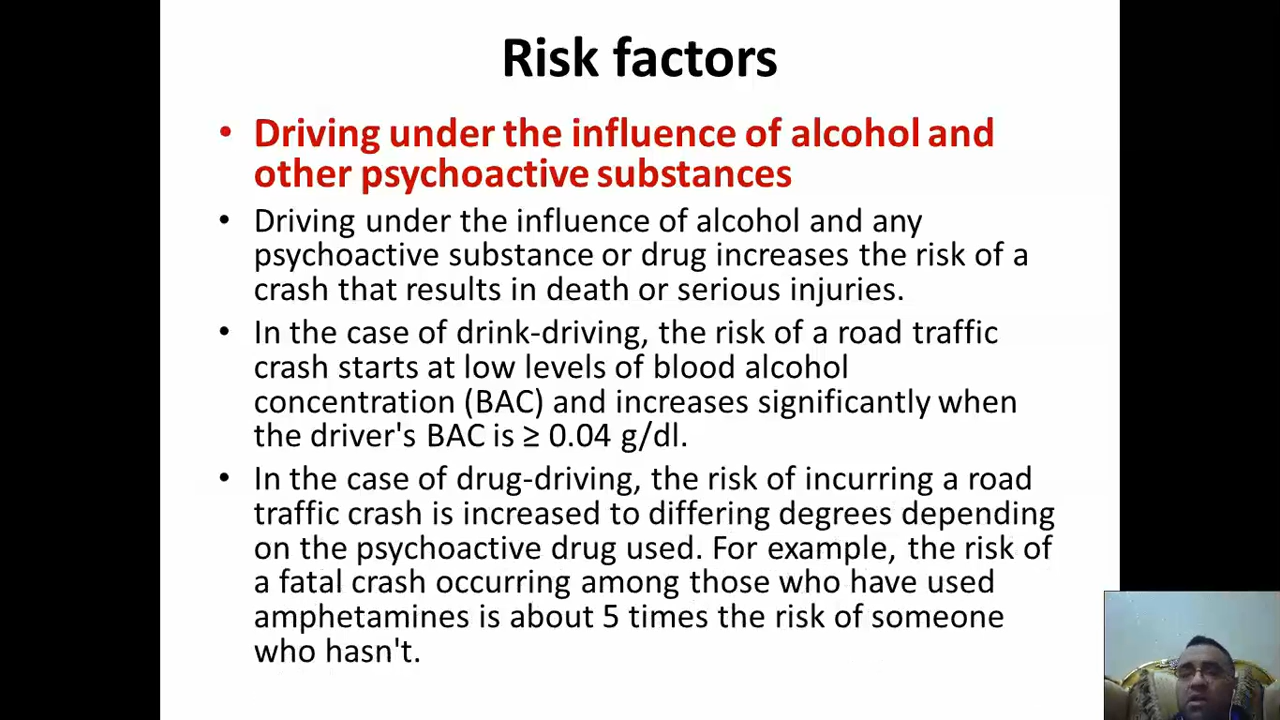 Risk factors
• Driving under the influence of alcohol and
other psychoactive substances
• Driving under the influence of alcohol and any
psychoactive substance or drug increases the risk of a
crash that results in death or serious injuries.
• In the case of drink-driving, the risk of a road traffic
crash starts at low levels of blood alcohol
concentration (BAC) and increases significantly when
the driver's BAC is ≥ 0.04 g/dl.
• In the case of drug-driving, the risk of incurring a road
traffic crash is increased to differing degrees depending
on the psychoactive drug used. For example, the risk of
a fatal crash occurring among those who have used
amphetamines is about 5 times the risk of someone
who hasn't.